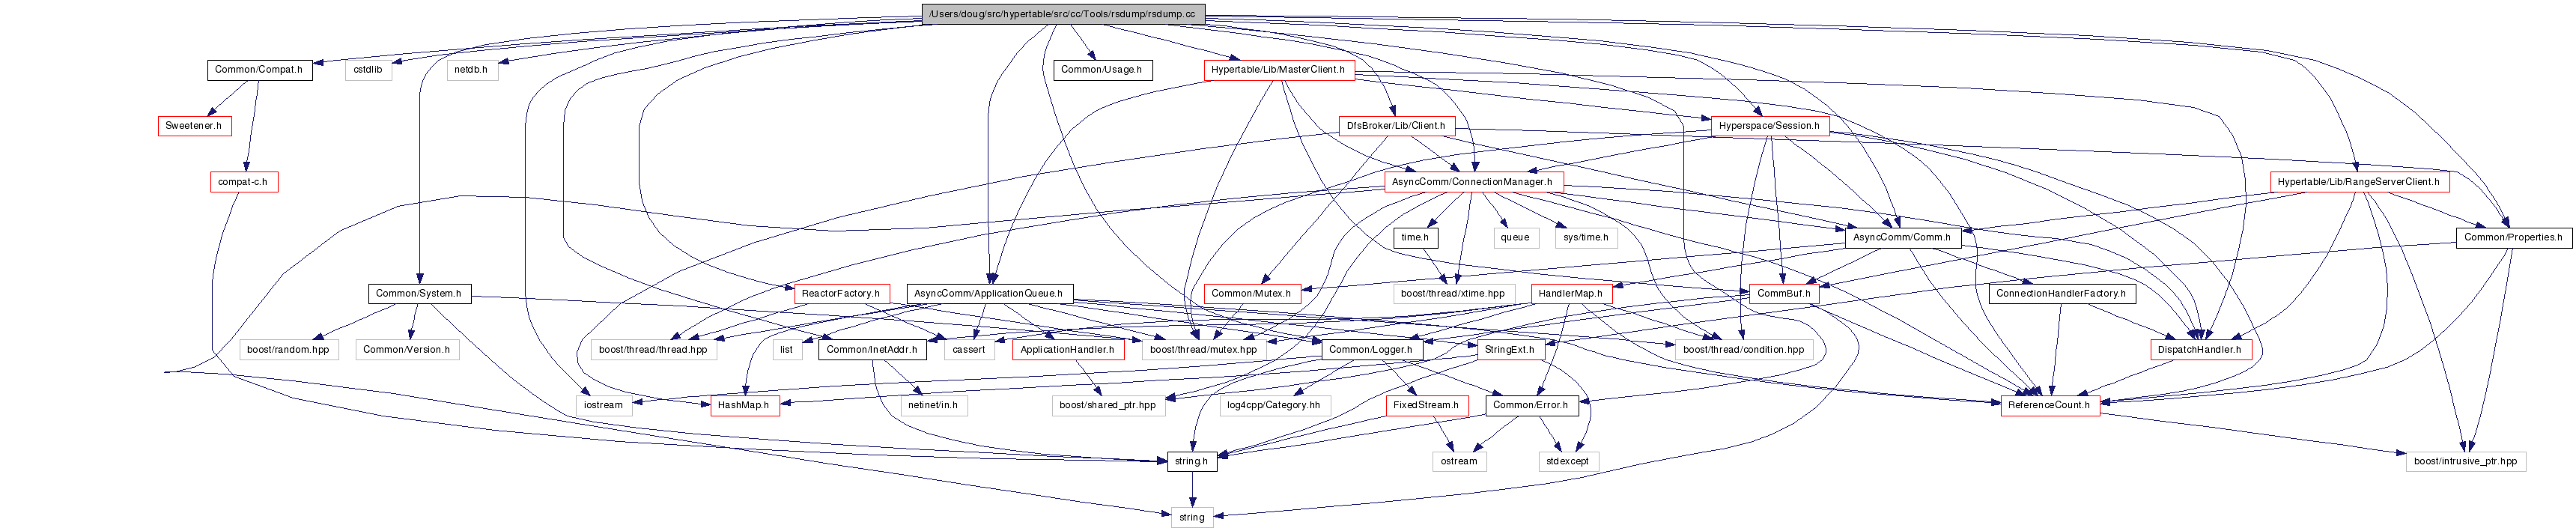 /Users/doug/src/hypertable/src/cc/Tools/rsdump/rsdump.cc
Common/Compat.h
cstdlib
netdb.h
Common/Usage.h
Hypertable/Lib/MasterClient.h
Sweetener.h
DfsBroker/Lib/Client.h
Hyperspace/Session.h
compat-c.h
AsyncComm/ConnectionManager.h
Hypertable/Lib/RangeServerClient.h
time.h
queue
sys/time.h
AsyncComm/Comm.h
Common/Properties.h
Common/System.h
ReactorFactory.h
AsyncComm/ApplicationQueue.h
Common/Mutex.h
boost/thread/xtime.hpp
HandlerMap.h
CommBuf.h
ConnectionHandlerFactory.h
boost/random.hpp
Common/Version.h
boost/thread/thread.hpp
list
Common/InetAddr.h
cassert
ApplicationHandler.h
boost/thread/mutex.hpp
Common/Logger.h
StringExt.h
boost/thread/condition.hpp
DispatchHandler.h
iostream
HashMap.h
netinet/in.h
boost/shared_ptr.hpp
log4cpp/Category.hh
FixedStream.h
Common/Error.h
ReferenceCount.h
string.h
ostream
stdexcept
boost/intrusive_ptr.hpp
string